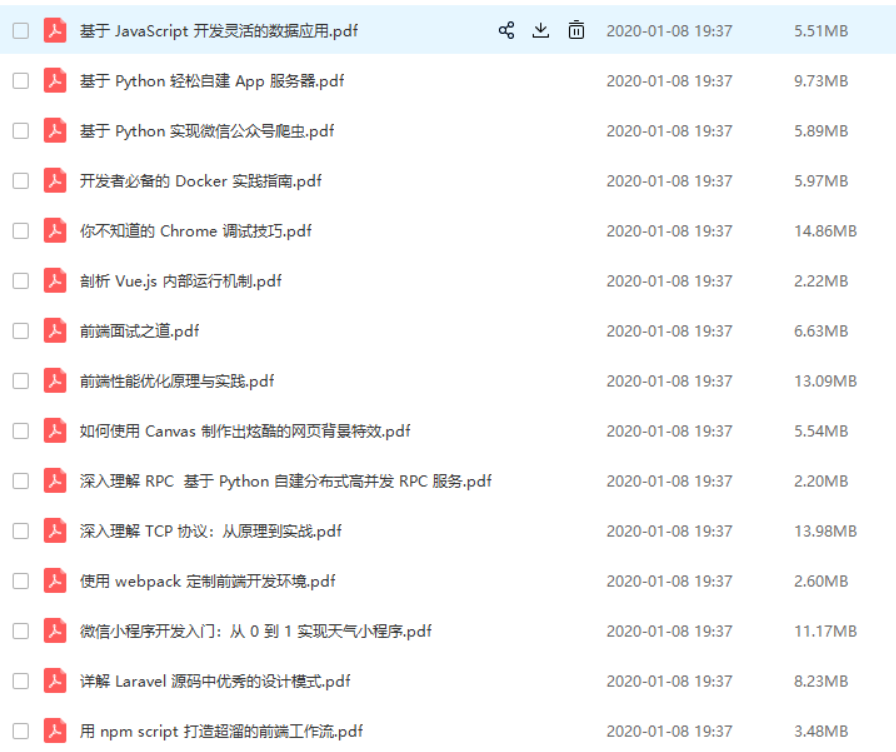 基于 JavaScript 开发灵活的数据应用.pdf 2020-01-08 19:37 5.51MB
基于 Python 轻松自建 App 服务器.pdf 2020-01-08 19:37 9.73MB
基于 Python 实现微信公众号爬虫.pdf 2020-01-08 19:37 5.89MB
开发者必备的 Docker 实践指南.pdf 2020-01-08 19:37 5.97MB
你不知道的 Chrome 调试技巧.pdf 2020-01-08 19:37 14.86MB
剖析 Vue.js 内部运行机制.pdf 2020-01-08 19:37 2.22MB
前端面试之道.pdf 2020-01-08 19:37 6.63MB
前端性能优化原理与实践.pdf 2020-01-08 19:37 13.09MB
如何使用 Canvas 制作出炫酷的网页背景特效.pdf 2020-01-08 19:37 5.54MB
深入理解 RPC 基于 Python 自建分布式高并发 RPC 服务.pdf 2020-01-08 19:37 2.20MB
深入理解 TCP 协议：从原理到实战.pdf 2020-01-08 19:37 13.98MB
使用 webpack 定制前端开发环境.pdf 2020-01-08 19:37 2.60MB
微信小程序开发入门：从 0 到 1 实现天气小程序.pdf 2020-01-08 19:37 11.17MB
详解 Laravel 源码中优秀的设计模式.pdf 2020-01-08 19:37 8.23MB
用 npm script 打造超溜的前端工作流.pdf 2020-01-08 19:37 3.48MB